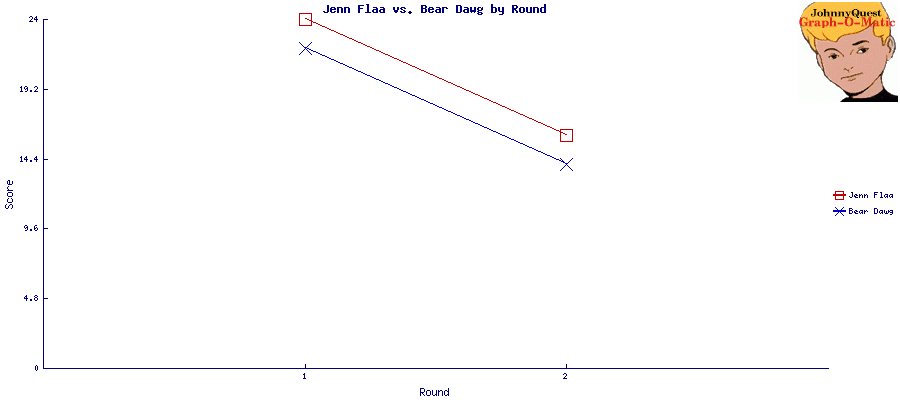 Jenn Flaa vs. Bear Dawg by Round
JohnnyQuest
Graph-O-Matic
24
19.2
14.4
9.6
4.8
0
Score
1
2
Round
Jenn Flaa
Bear Dawg